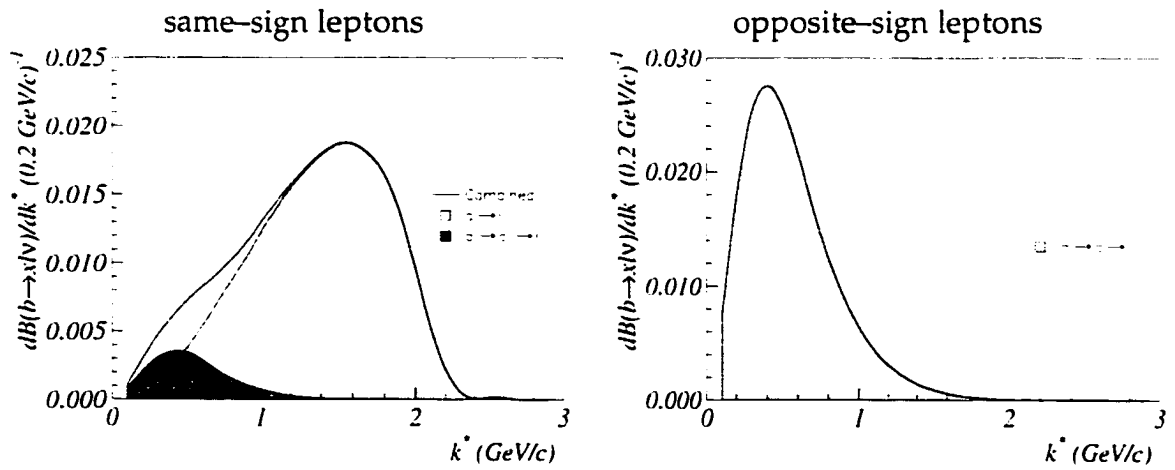 same–sign leptons
dB(b→xlν)/dk* (0.2 GeV/c)⁻¹
0.025
0.020
0.015
0.010
0.005
0.000
0
1
2
3
k* (GeV/c)
Combined
opposite–sign leptons
dB(b→xlν)/dk* (0.2 GeV/c)⁻¹
0.030
0.020
0.010
0.000
0
1
2
3
k* (GeV/c)